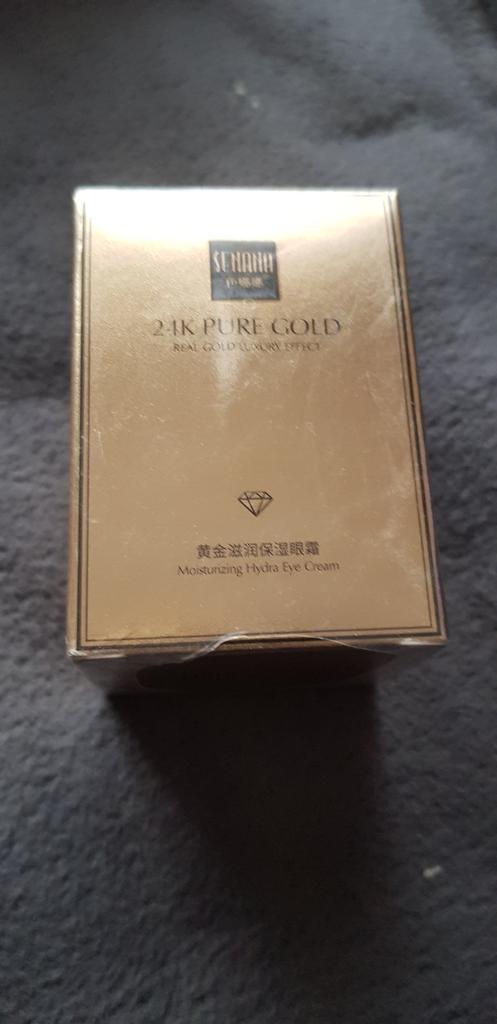 SENANA
24K PURE GOLD
REAL GOLD LUXURY EFFECT
黄金滋润保湿眼霜
Moisturizing Hydra Eye Cream